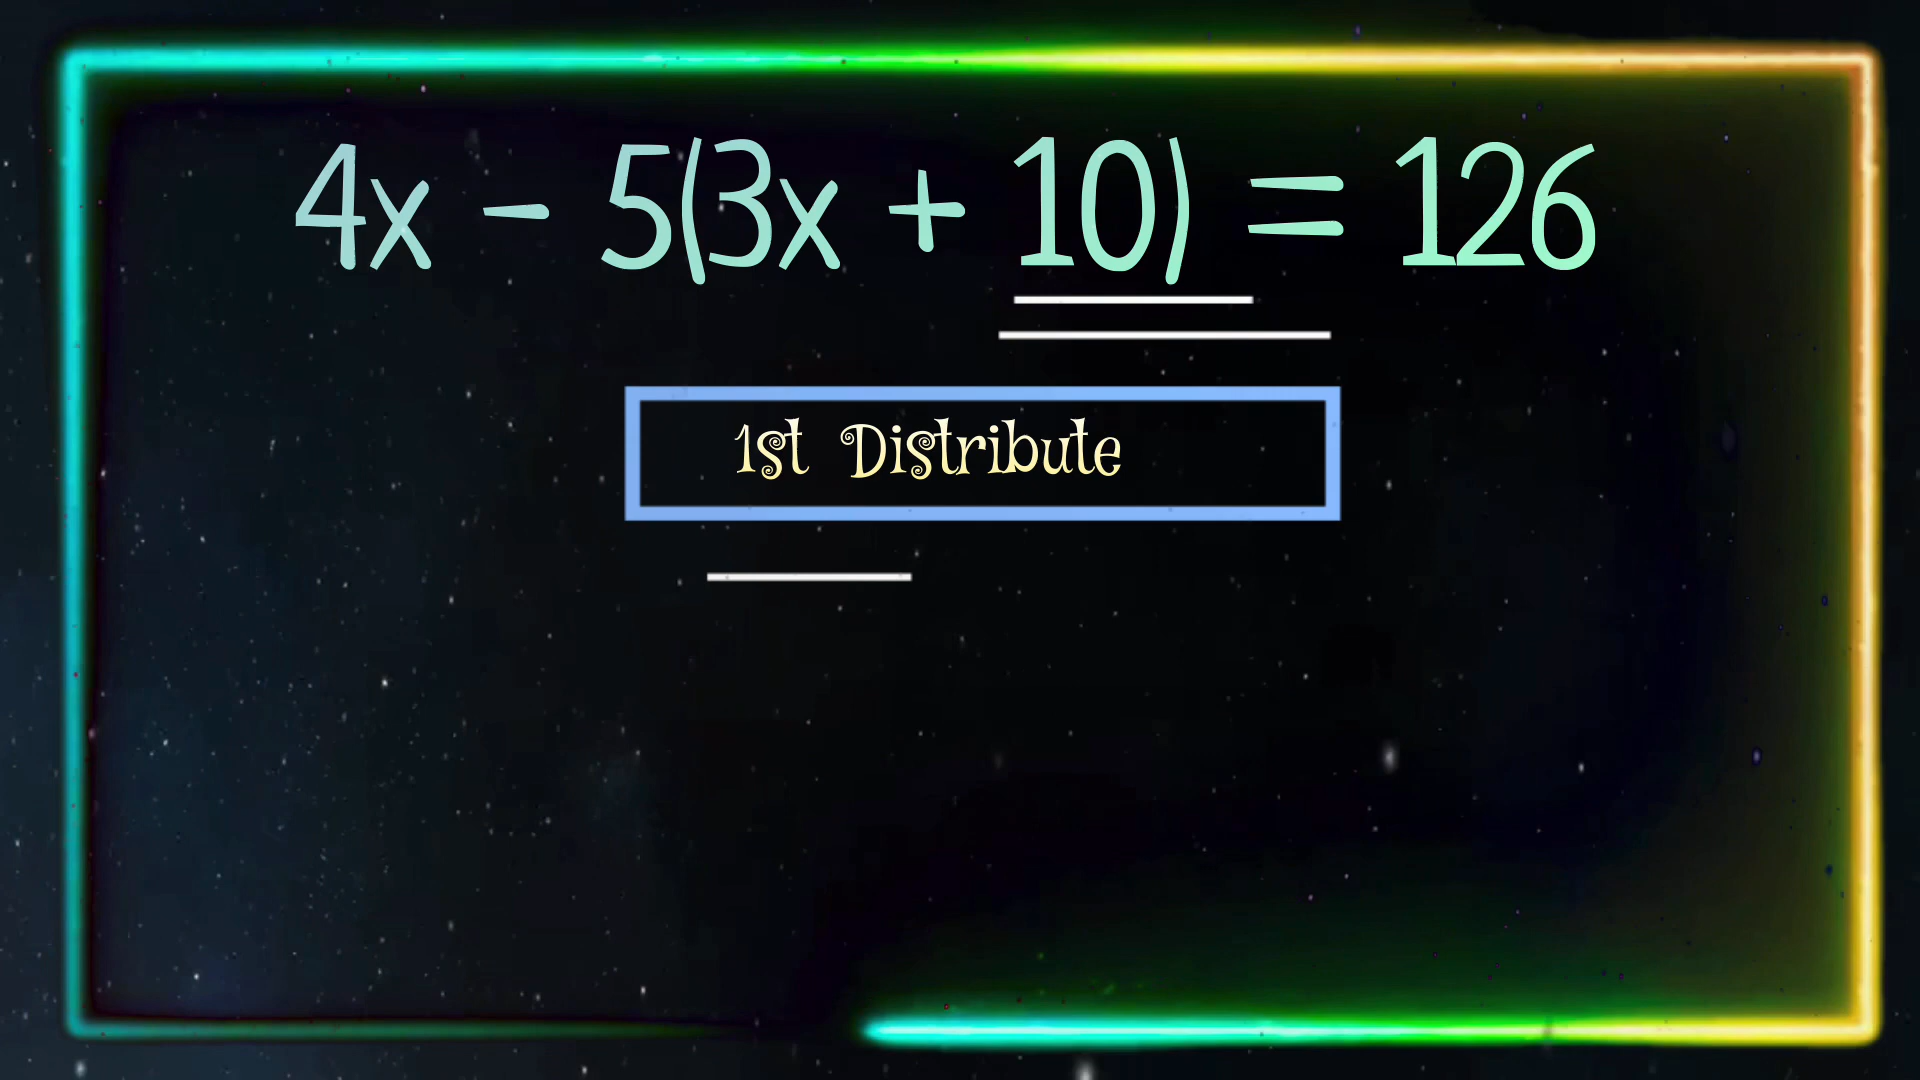 4x – 5(3x + 10) = 126
1st Distribute